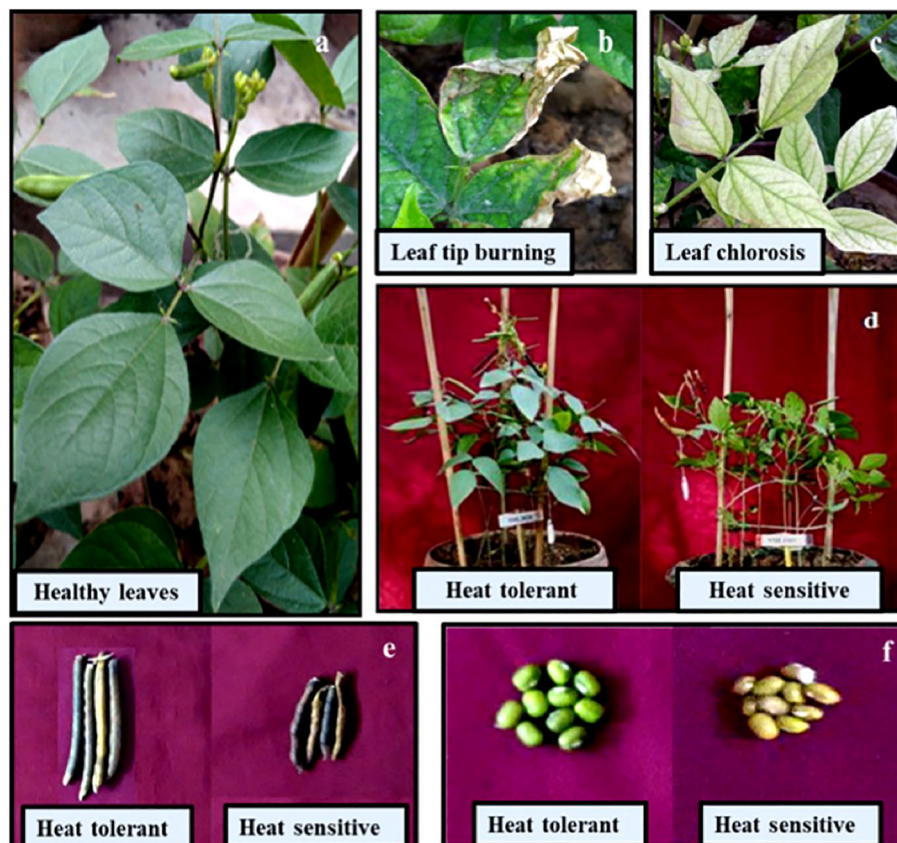 a
b
c
Leaf tip burning
Leaf chlorosis
d
Healthy leaves
Heat tolerant
Heat sensitive
e
f
Heat tolerant
Heat sensitive
Heat tolerant
Heat sensitive